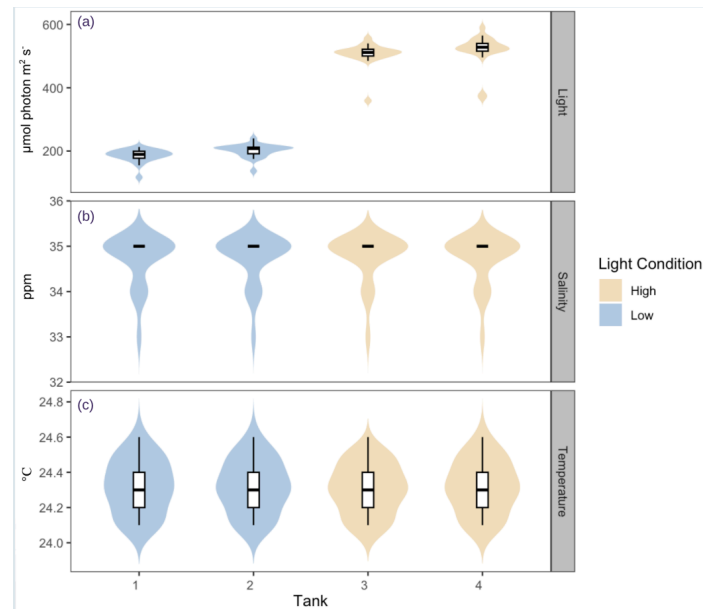 (a)
600
400
200
µmol photon m² s⁻
Light
(b)
36
35
34
33
32
ppm
Salinity
(c)
24.8
24.6
24.4
24.2
24.0
°C
Temperature
1 2 3 4
Tank
Light Condition
High
Low